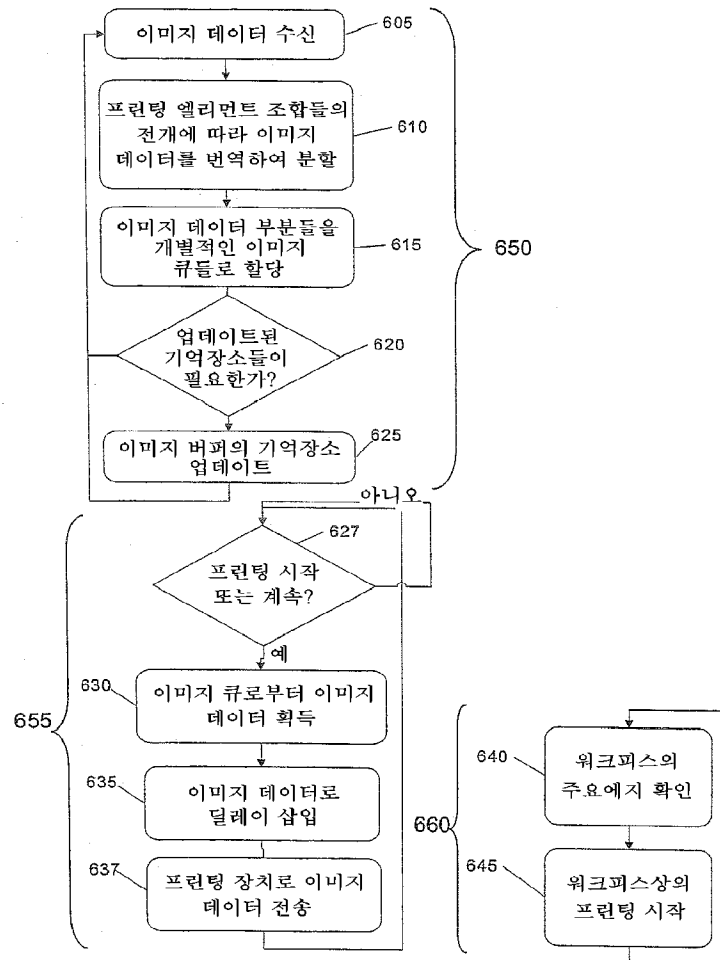 이미지 데이터 수신
605
프린팅 엘리먼트 조합들의
전개에 따라 이미지
데이터를 번역하여 분할
610
이미지 데이터 부분들을
개별적인 이미지
큐들로 할당
615
650
업데이트된
기억장소들이
필요한가?
620
이미지 버퍼의 기억장소
업데이트
625
아니오
627
프린팅 시작
또는 계속?
예
630
이미지 큐로부터 이미지
데이터 획득
655
635
이미지 데이터로
딜레이 삽입
637
프린팅 장치로 이미지
데이터 전송
640
워크피스의
주요에지 확인
660
645
워크피스상의
프린팅 시작